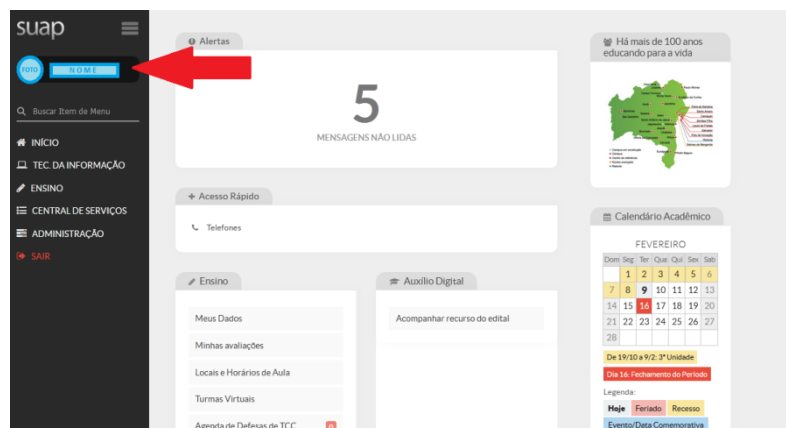 suap
FOTO
NOME
Buscar Item de Menu
INÍCIO
TEC. DA INFORMAÇÃO
ENSINO
CENTRAL DE SERVIÇOS
ADMINISTRAÇÃO
SAIR
Alertas
5
MENSAGENS NÃO LIDAS
Acesso Rápido
Telefones
Ensino
Meus Dados
Minhas avaliações
Locais e Horários de Aula
Turmas Virtuais
Agenda de Defesas de TCC 0
Auxílio Digital
Acompanhar recurso do edital
Há mais de 100 anos
educando para a vida
Calendário Acadêmico
FEVEREIRO
Dom Seg Ter Qua Qui Sex Sab
1 2 3 4 5 6
7 8 9 10 11 12 13
14 15 16 17 18 19 20
21 22 23 24 25 26 27
28
De 19/10 a 9/2: 3ª Unidade
Dia 16: Fechamento do Período
Legenda:
Hoje Feriado Recesso
Evento/Data Comemorativa